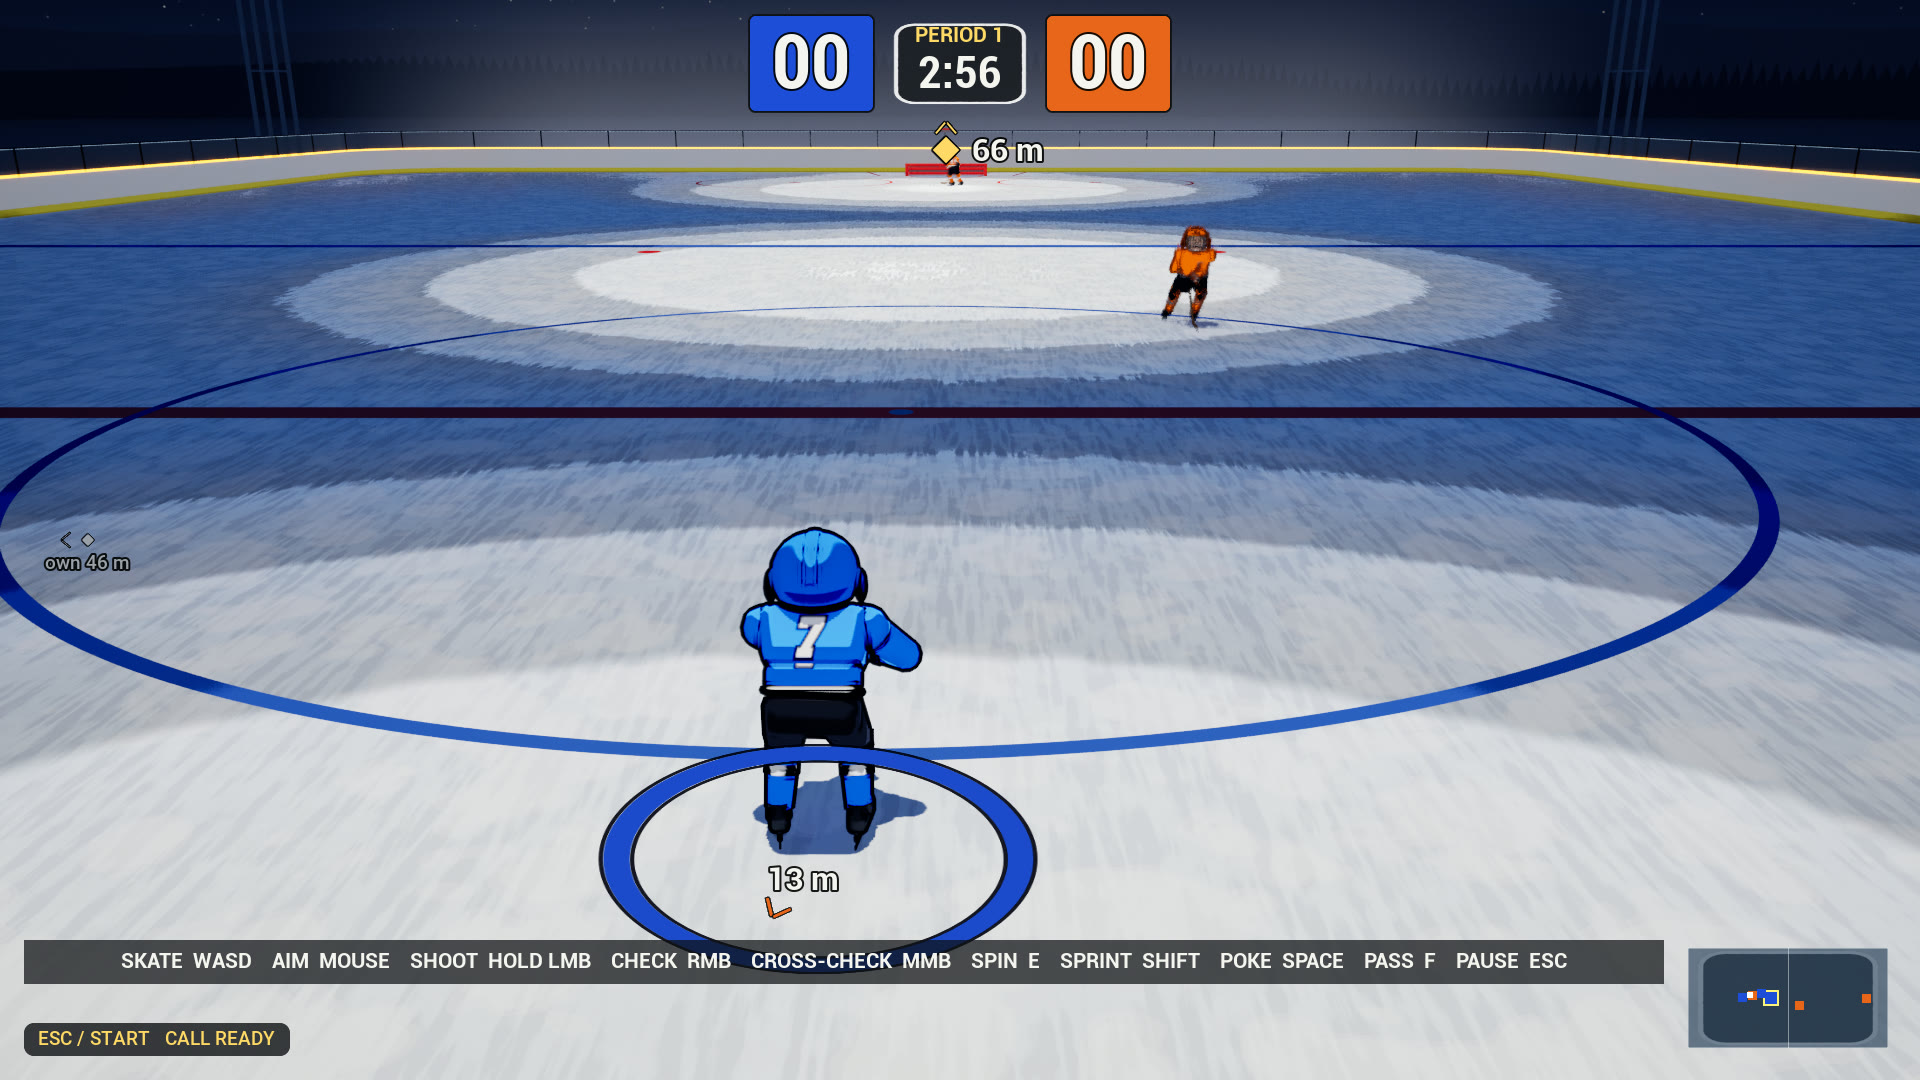 00
PERIOD 1
2:56
00
66 m
own 46 m
7
13 m
SKATE WASD AIM MOUSE SHOOT HOLD LMB CHECK RMB CROSS-CHECK MMB SPIN E SPRINT SHIFT POKE SPACE PASS F PAUSE ESC
ESC / START CALL READY